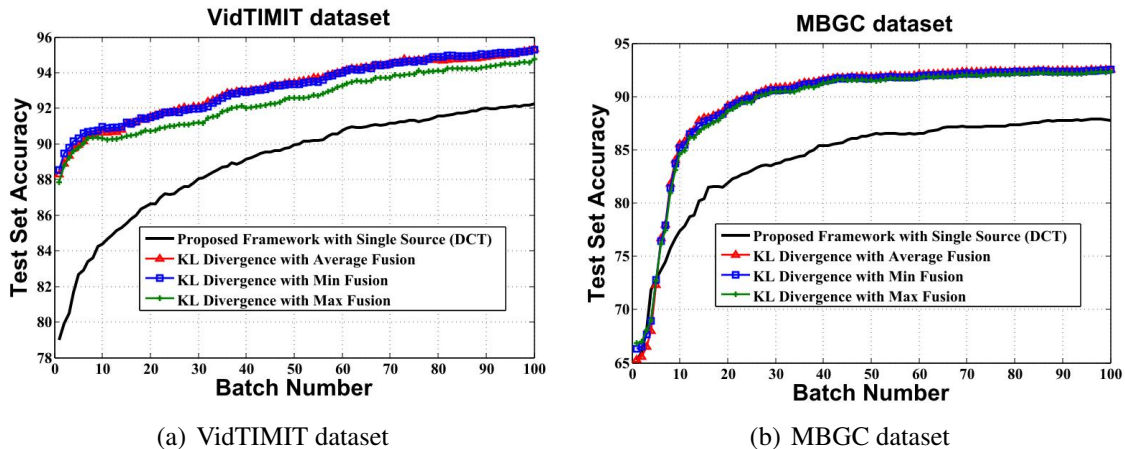 VidTIMIT dataset
Test Set Accuracy
96
94
92
90
88
86
84
82
80
78
Proposed Framework with Single Source (DCT)
KL Divergence with Average Fusion
KL Divergence with Min Fusion
KL Divergence with Max Fusion
0 10 20 30 40 50 60 70 80 90 100
Batch Number
(a) VidTIMIT dataset
MBGC dataset
Test Set Accuracy
95
90
85
80
75
70
65
Proposed Framework with Single Source (DCT)
KL Divergence with Average Fusion
KL Divergence with Min Fusion
KL Divergence with Max Fusion
0 10 20 30 40 50 60 70 80 90 100
Batch Number
(b) MBGC dataset